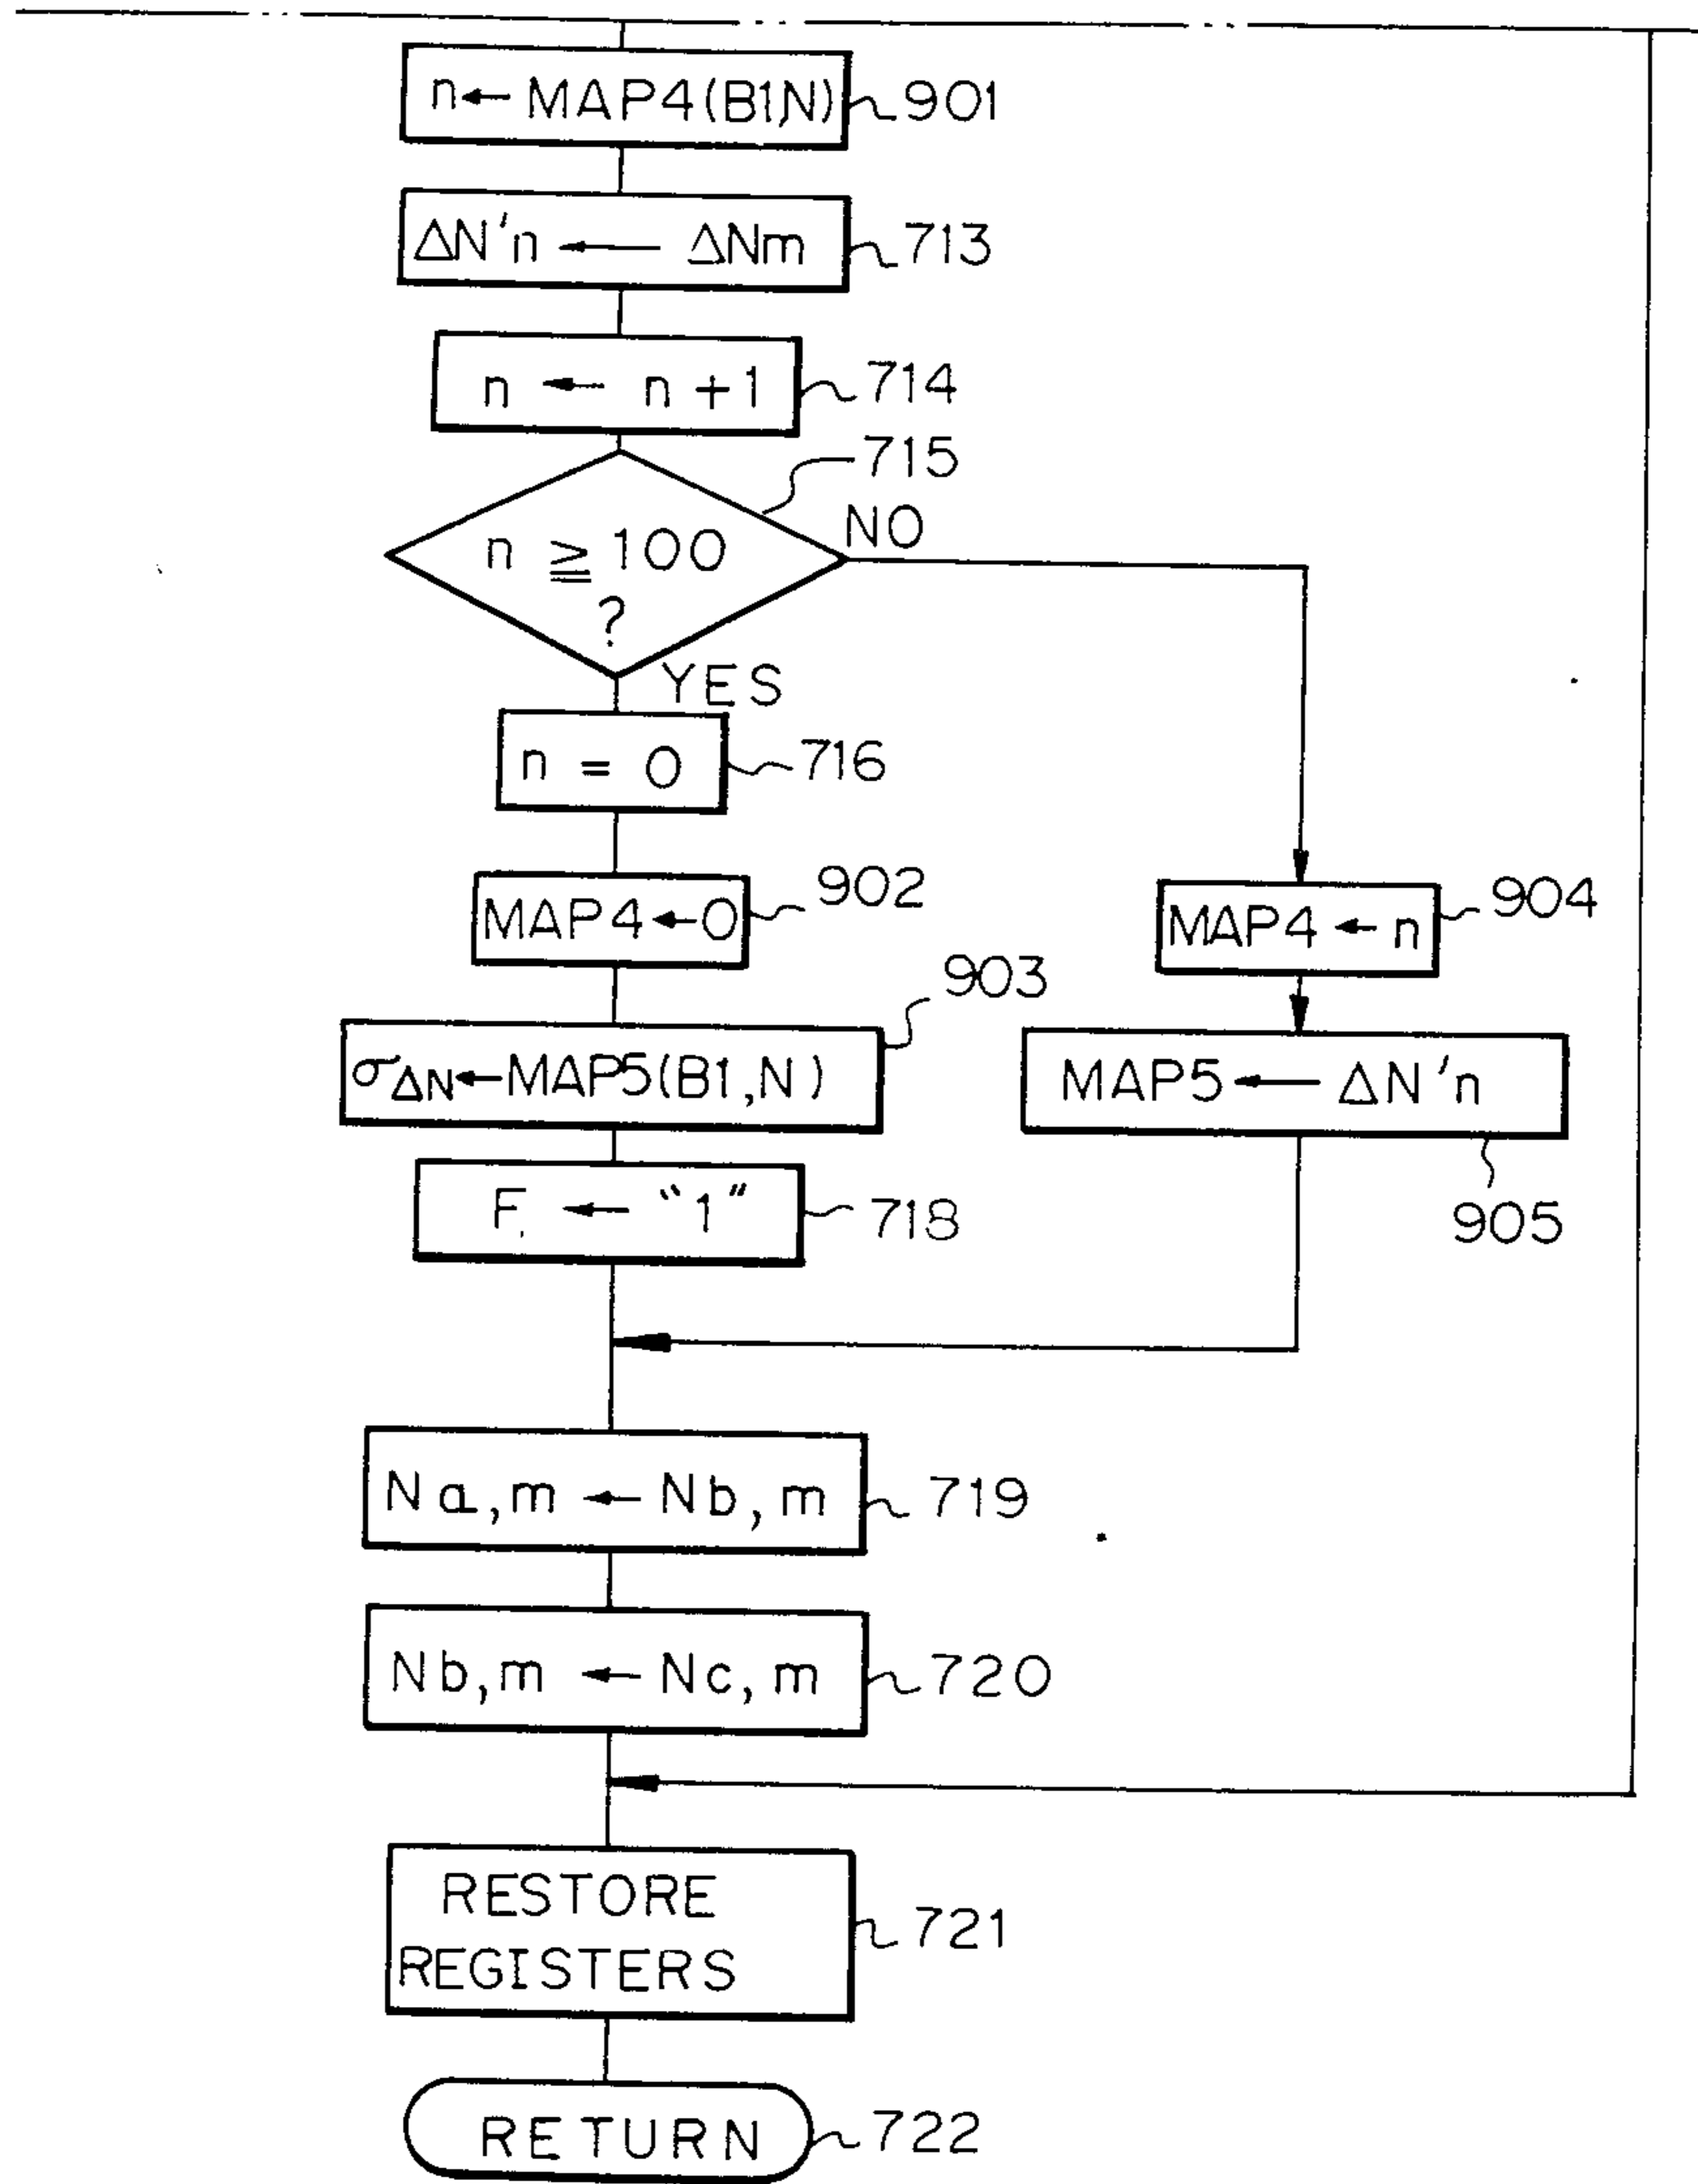 n ← MAP4(B1,N) 901
ΔN'n ← ΔNm 713
n ← n+1 714
715
n ≧ 100
?
NO
YES
n = 0 716
MAP4 ← 0 902
MAP4 ← n 904
903
σΔN ← MAP5(B1,N)
MAP5 ← ΔN'n
905
F ← "1" 718
Na,m ← Nb,m 719
Nb,m ← Nc,m 720
RESTORE
REGISTERS
721
RETURN 722